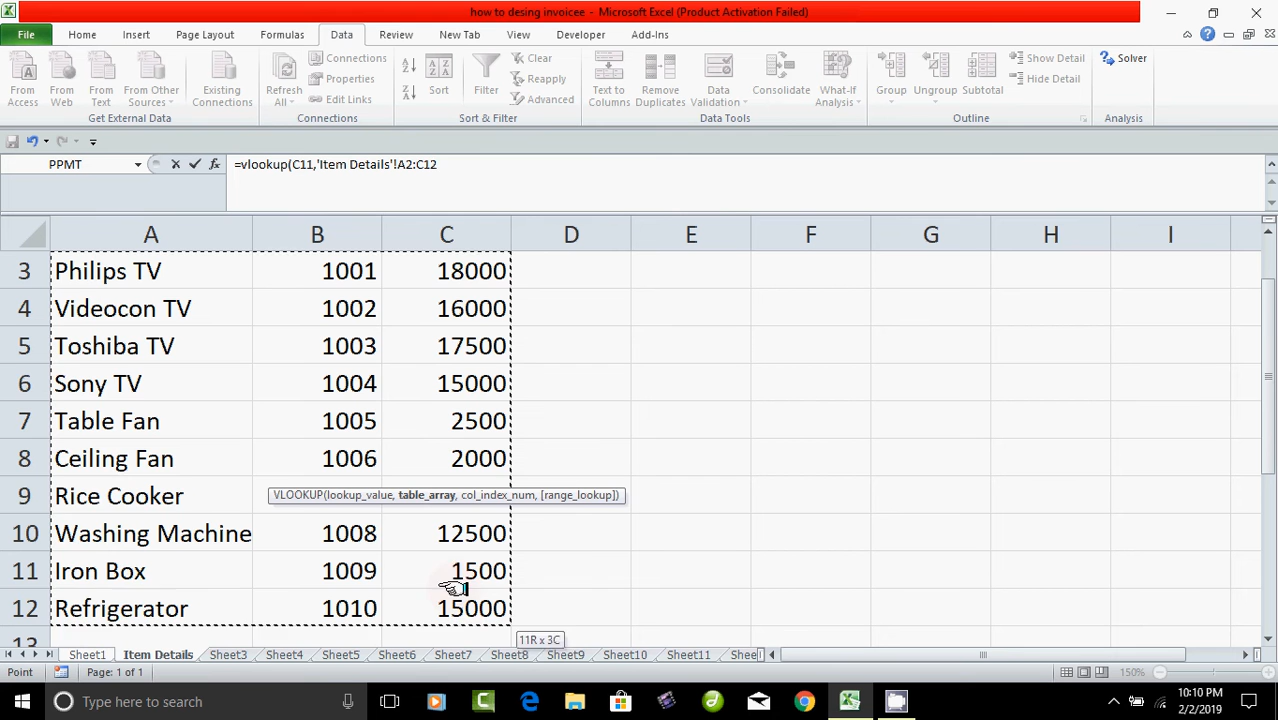 how to desing invoicee - Microsoft Excel (Product Activation Failed)
File Home Insert Page Layout Formulas Data Review New Tab View Developer Add-Ins
From Access
From Web
From Text
From Other Sources
Existing Connections
Get External Data
Refresh All
Connections
Properties
Edit Links
Connections
Sort
Filter
Clear
Reapply
Advanced
Sort & Filter
Text to Columns
Remove Duplicates
Data Validation
Consolidate
What-If Analysis
Data Tools
Group
Ungroup
Subtotal
Show Detail
Hide Detail
Outline
Solver
Analysis
PPMT fx =vlookup(C11,'Item Details'!A2:C12
A B C D E F G H I
3 Philips TV 1001 18000
4 Videocon TV 1002 16000
5 Toshiba TV 1003 17500
6 Sony TV 1004 15000
7 Table Fan 1005 2500
8 Ceiling Fan 1006 2000
9 Rice Cooker
VLOOKUP(lookup_value, table_array, col_index_num, [range_lookup])
10 Washing Machine 1008 12500
11 Iron Box 1009 1500
12 Refrigerator 1010 15000
13
11R x 3C
Sheet1 Item Details Sheet3 Sheet4 Sheet5 Sheet6 Sheet7 Sheet8 Sheet9 Sheet10 Sheet11 Shee
Point Page: 1 of 1 150%
Type here to search
10:10 PM
2/2/2019